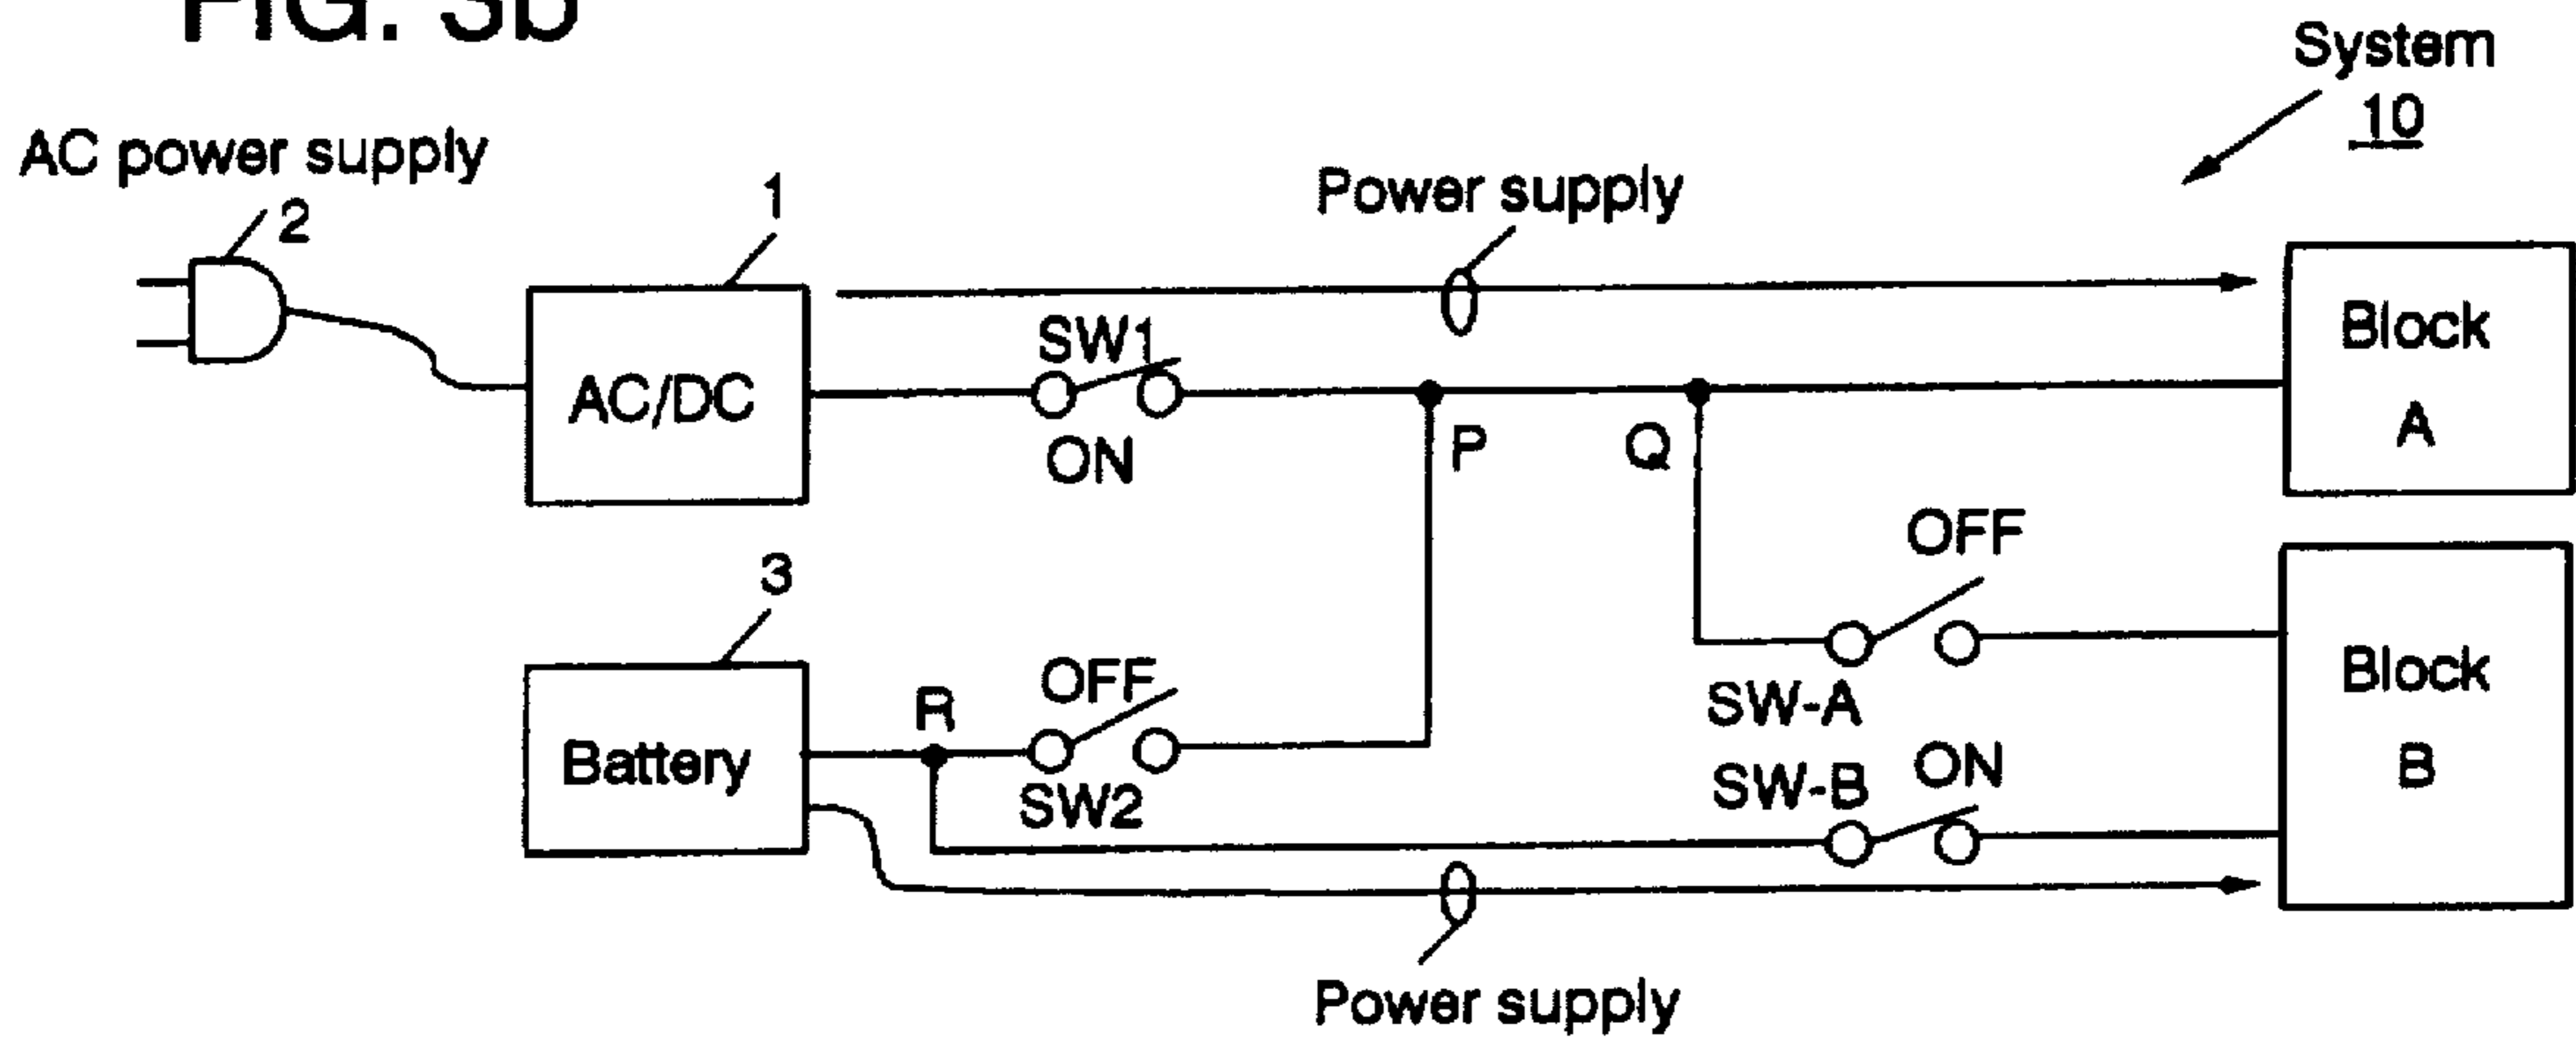 FIG. 3b
System
10
AC power supply
2
1
Power supply
SW1
ON
AC/DC
P
Q
Block
A
OFF
SW-A
3
R
OFF
SW2
Battery
SW-B
ON
Block
B
Power supply